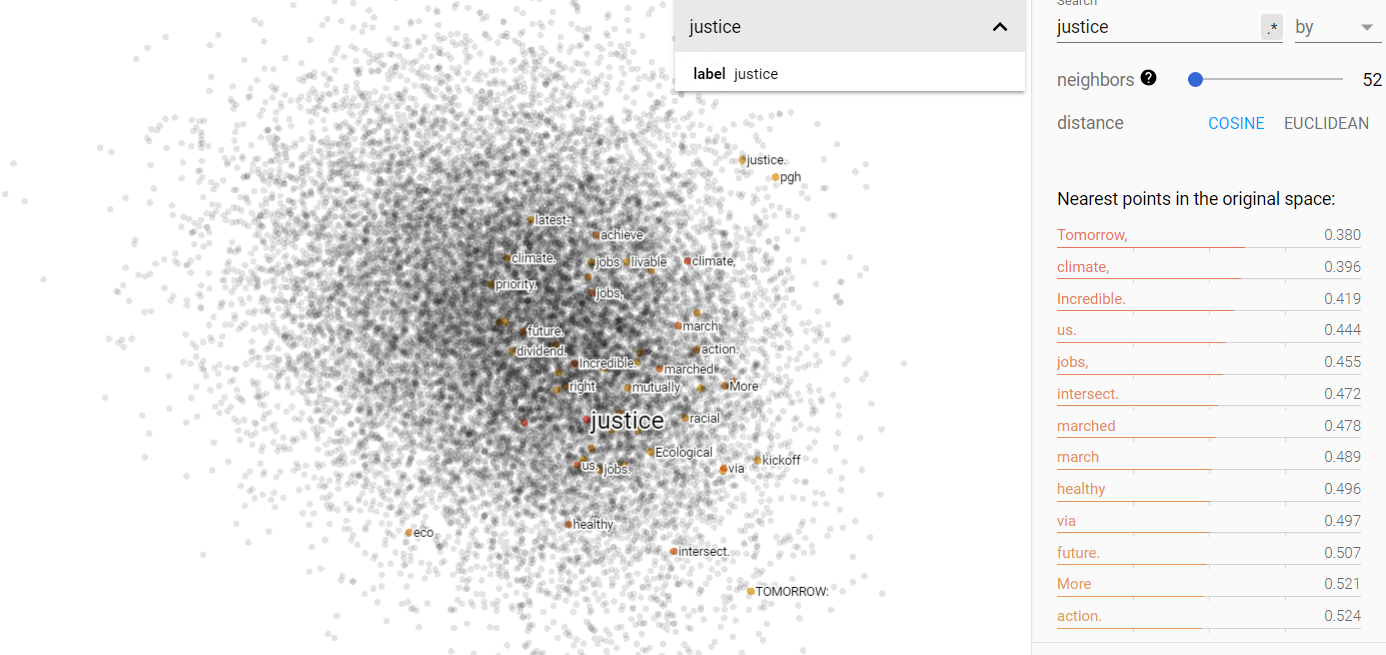 justice
label justice
justice.
pgh
latest-
achieve
climate.
jobs
livable
climate,
priority.
jobs,
march
future.
dividend.
action.
Incredible.
marched
right
mutually
More
justice
racial
Ecological
us.
jobs.
via
kickoff
healthy
eco
intersect.
TOMORROW:
Search
justice .* by
neighbors ? 52
distance COSINE EUCLIDEAN
Nearest points in the original space:
Tomorrow, 0.380
climate, 0.396
Incredible. 0.419
us. 0.444
jobs, 0.455
intersect. 0.472
marched 0.478
march 0.489
healthy 0.496
via 0.497
future. 0.507
More 0.521
action. 0.524